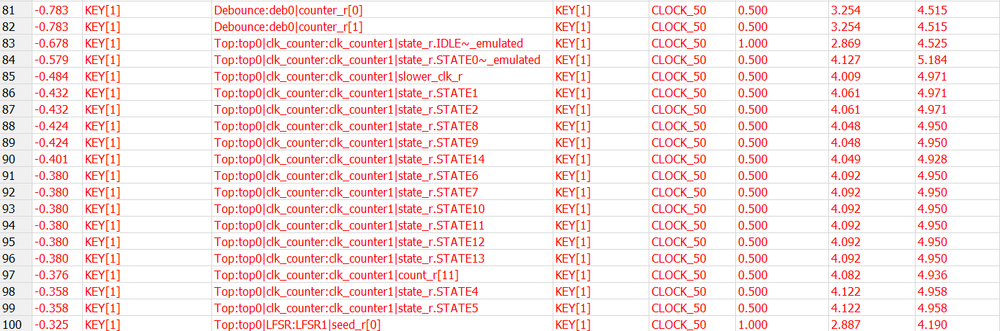 81 -0.783 KEY[1] Debounce:deb0|counter_r[0] KEY[1] CLOCK_50 0.500 3.254 4.515
82 -0.783 KEY[1] Debounce:deb0|counter_r[1] KEY[1] CLOCK_50 0.500 3.254 4.515
83 -0.678 KEY[1] Top:top0|clk_counter:clk_counter1|state_r.IDLE~_emulated KEY[1] CLOCK_50 1.000 2.869 4.525
84 -0.579 KEY[1] Top:top0|clk_counter:clk_counter1|state_r.STATE0~_emulated KEY[1] CLOCK_50 0.500 4.127 5.184
85 -0.484 KEY[1] Top:top0|clk_counter:clk_counter1|slower_clk_r KEY[1] CLOCK_50 0.500 4.009 4.971
86 -0.432 KEY[1] Top:top0|clk_counter:clk_counter1|state_r.STATE1 KEY[1] CLOCK_50 0.500 4.061 4.971
87 -0.432 KEY[1] Top:top0|clk_counter:clk_counter1|state_r.STATE2 KEY[1] CLOCK_50 0.500 4.061 4.971
88 -0.424 KEY[1] Top:top0|clk_counter:clk_counter1|state_r.STATE8 KEY[1] CLOCK_50 0.500 4.048 4.950
89 -0.424 KEY[1] Top:top0|clk_counter:clk_counter1|state_r.STATE9 KEY[1] CLOCK_50 0.500 4.048 4.950
90 -0.401 KEY[1] Top:top0|clk_counter:clk_counter1|state_r.STATE14 KEY[1] CLOCK_50 0.500 4.049 4.928
91 -0.380 KEY[1] Top:top0|clk_counter:clk_counter1|state_r.STATE6 KEY[1] CLOCK_50 0.500 4.092 4.950
92 -0.380 KEY[1] Top:top0|clk_counter:clk_counter1|state_r.STATE7 KEY[1] CLOCK_50 0.500 4.092 4.950
93 -0.380 KEY[1] Top:top0|clk_counter:clk_counter1|state_r.STATE10 KEY[1] CLOCK_50 0.500 4.092 4.950
94 -0.380 KEY[1] Top:top0|clk_counter:clk_counter1|state_r.STATE11 KEY[1] CLOCK_50 0.500 4.092 4.950
95 -0.380 KEY[1] Top:top0|clk_counter:clk_counter1|state_r.STATE12 KEY[1] CLOCK_50 0.500 4.092 4.950
96 -0.380 KEY[1] Top:top0|clk_counter:clk_counter1|state_r.STATE13 KEY[1] CLOCK_50 0.500 4.092 4.950
97 -0.376 KEY[1] Top:top0|clk_counter:clk_counter1|count_r[11] KEY[1] CLOCK_50 0.500 4.082 4.936
98 -0.358 KEY[1] Top:top0|clk_counter:clk_counter1|state_r.STATE4 KEY[1] CLOCK_50 0.500 4.122 4.958
99 -0.358 KEY[1] Top:top0|clk_counter:clk_counter1|state_r.STATE5 KEY[1] CLOCK_50 0.500 4.122 4.958
100 -0.325 KEY[1] Top:top0|LFSR:LFSR1|seed_r[0] KEY[1] CLOCK_50 1.000 2.887 4.190